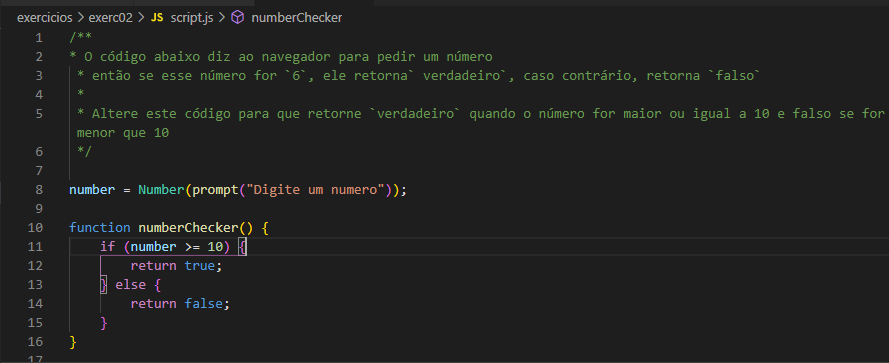 exercicios > exerc02 > JS script.js > numberChecker
1 /**
2 * O código abaixo diz ao navegador para pedir um número
3 * então se esse número for `6`, ele retorna` verdadeiro`, caso contrário, retorna `falso`
4 *
5 * Altere este código para que retorne `verdadeiro` quando o número for maior ou igual a 10 e falso se for
menor que 10
6 */
7
8 number = Number(prompt("Digite um numero"));
9
10 function numberChecker() {
11 if (number >= 10) {
12 return true;
13 } else {
14 return false;
15 }
16 }
17